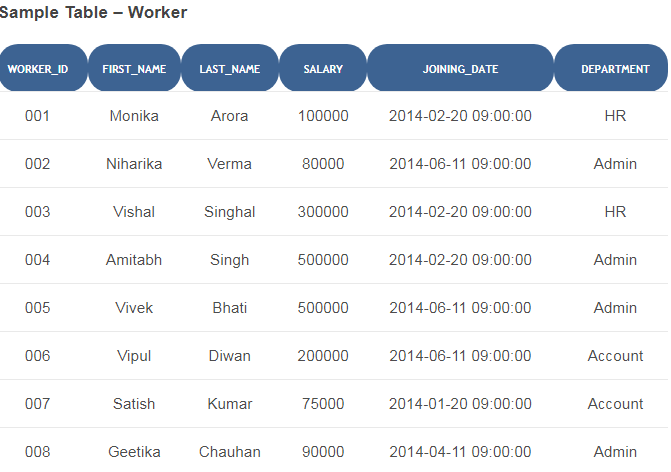 Sample Table – Worker
WORKER_ID FIRST_NAME LAST_NAME SALARY JOINING_DATE DEPARTMENT
001 Monika Arora 100000 2014-02-20 09:00:00 HR
002 Niharika Verma 80000 2014-06-11 09:00:00 Admin
003 Vishal Singhal 300000 2014-02-20 09:00:00 HR
004 Amitabh Singh 500000 2014-02-20 09:00:00 Admin
005 Vivek Bhati 500000 2014-06-11 09:00:00 Admin
006 Vipul Diwan 200000 2014-06-11 09:00:00 Account
007 Satish Kumar 75000 2014-01-20 09:00:00 Account
008 Geetika Chauhan 90000 2014-04-11 09:00:00 Admin